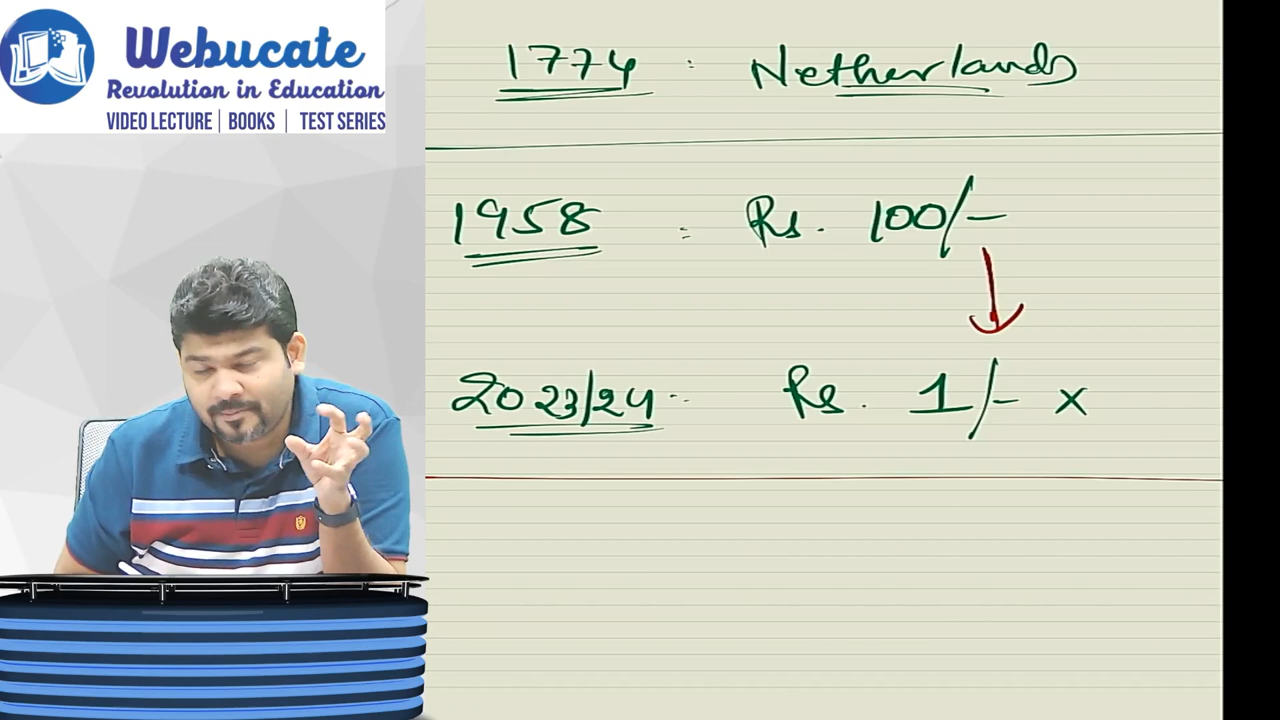 Webucate
Revolution in Education
VIDEO LECTURE | BOOKS | TEST SERIES
1774 : Netherlands
1958 : Rs. 100/-
2023/24 : Rs. 1/- x